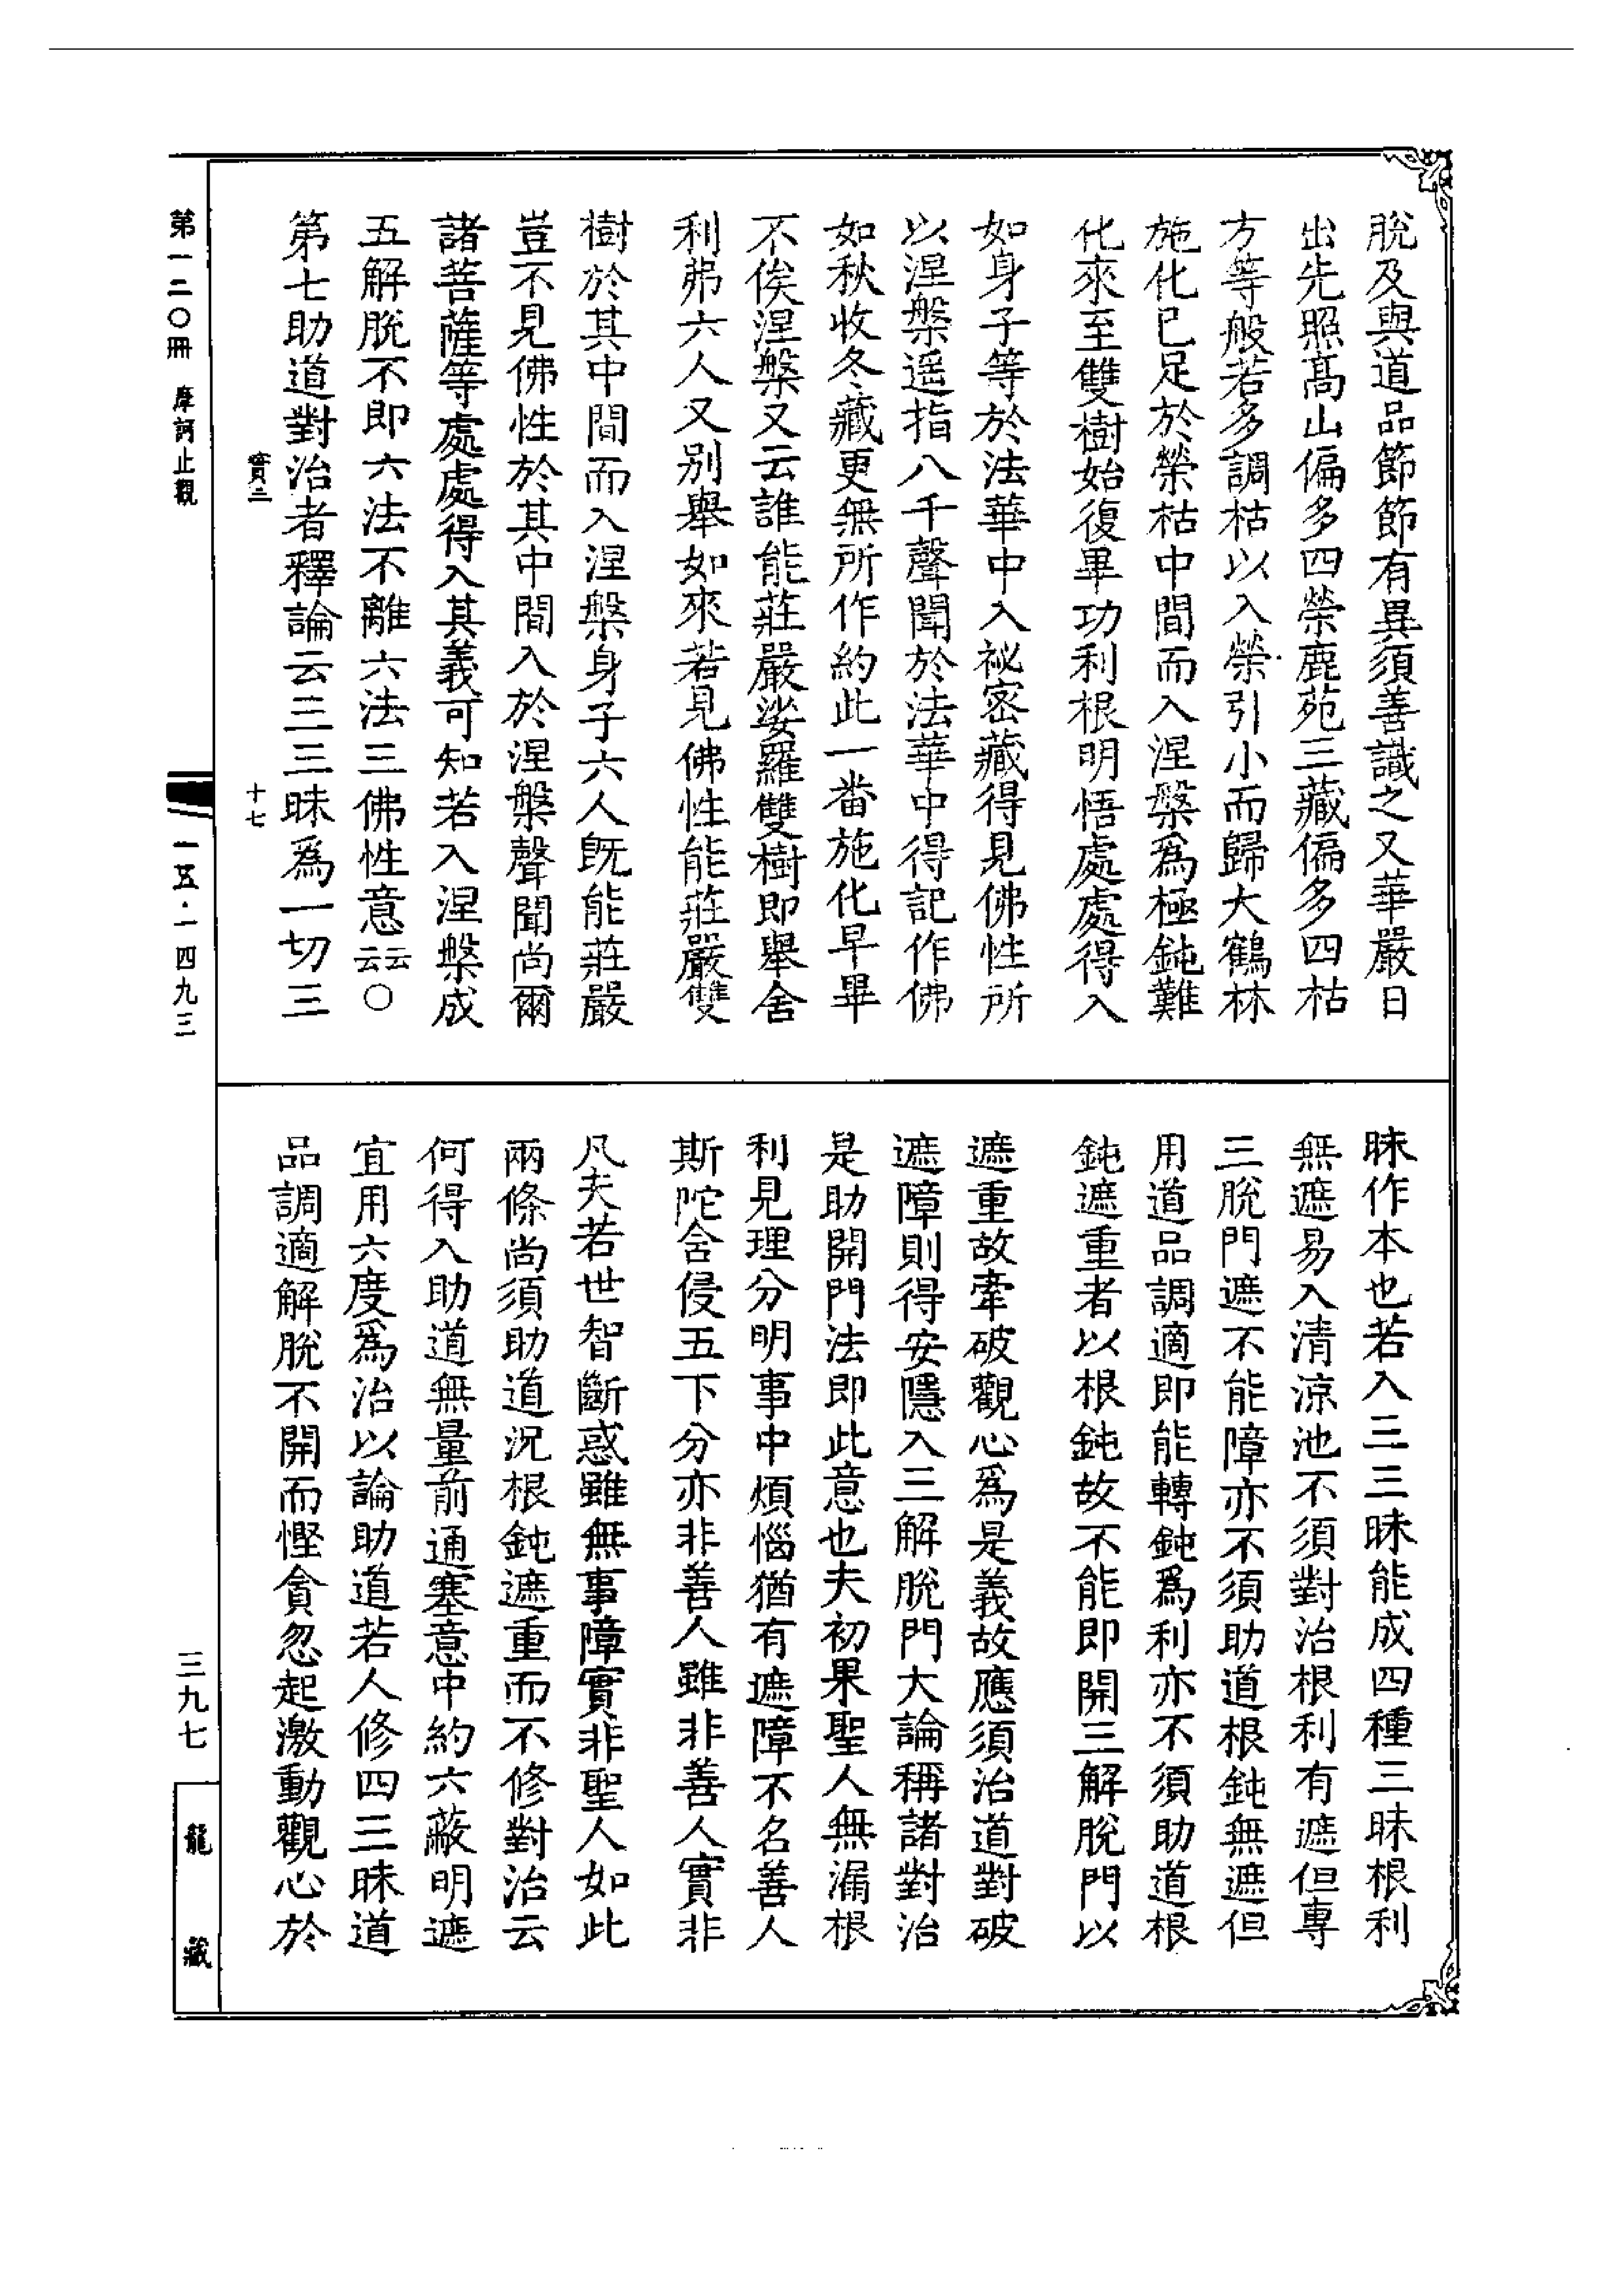 脫及與道品節節有異須善識之又華嚴日
出先照高山偏多四榮鹿苑三藏偏多四枯
方等般若多調枯以入榮引小而歸大鶴林
施化已足於榮枯中間而入涅槃爲極鈍難
化來至雙樹始復畢功利根明悟處處得入
如身子等於法華中入祕密藏得見佛性所
以涅槃遥指八千聲聞於法華中得記作佛
如秋收冬藏更無所作約此一番施化早畢
不俟涅槃又云誰能莊嚴娑羅雙樹即舉舍
利弗六人又别舉如來若見佛性能莊嚴雙
樹於其中間而入涅槃身子六人旣能莊嚴
豈不見佛性於其中間入於涅槃聲聞尚爾
諸菩薩等處處得入其義可知若入涅槃成
五解脫不即六法不離六法三佛性意云云○
第七助道對治者釋論云三三昧爲一切三
昧作本也若入三三昧能成四種三昧根利
無遮易入清涼池不須對治根利有遮但專
三脫門遮不能障亦不須助道根鈍無遮但
用道品調適即能轉鈍爲利亦不須助道根
鈍遮重者以根鈍故不能即開三解脫門以
遮重故牽破觀心爲是義故應須治道對破
遮障則得安隱入三解脫門大論稱諸對治
是助開門法即此意也夫初果聖人無漏根
利見理分明事中煩惱猶有遮障不名善人
斯陀含侵五下分亦非善人雖非善人實非
凡夫若世智斷惑雖無事障實非聖人如此
兩條尚須助道況根鈍遮重而不修對治云
何得入助道無量前通塞意中約六蔽明遮
宜用六度爲治以論助道若人修四三昧道
品調適解脫不開而慳貪忽起激動觀心於
實三
十七
第一二〇冊 摩訶止觀
一五·一四九三
三九七
龍藏